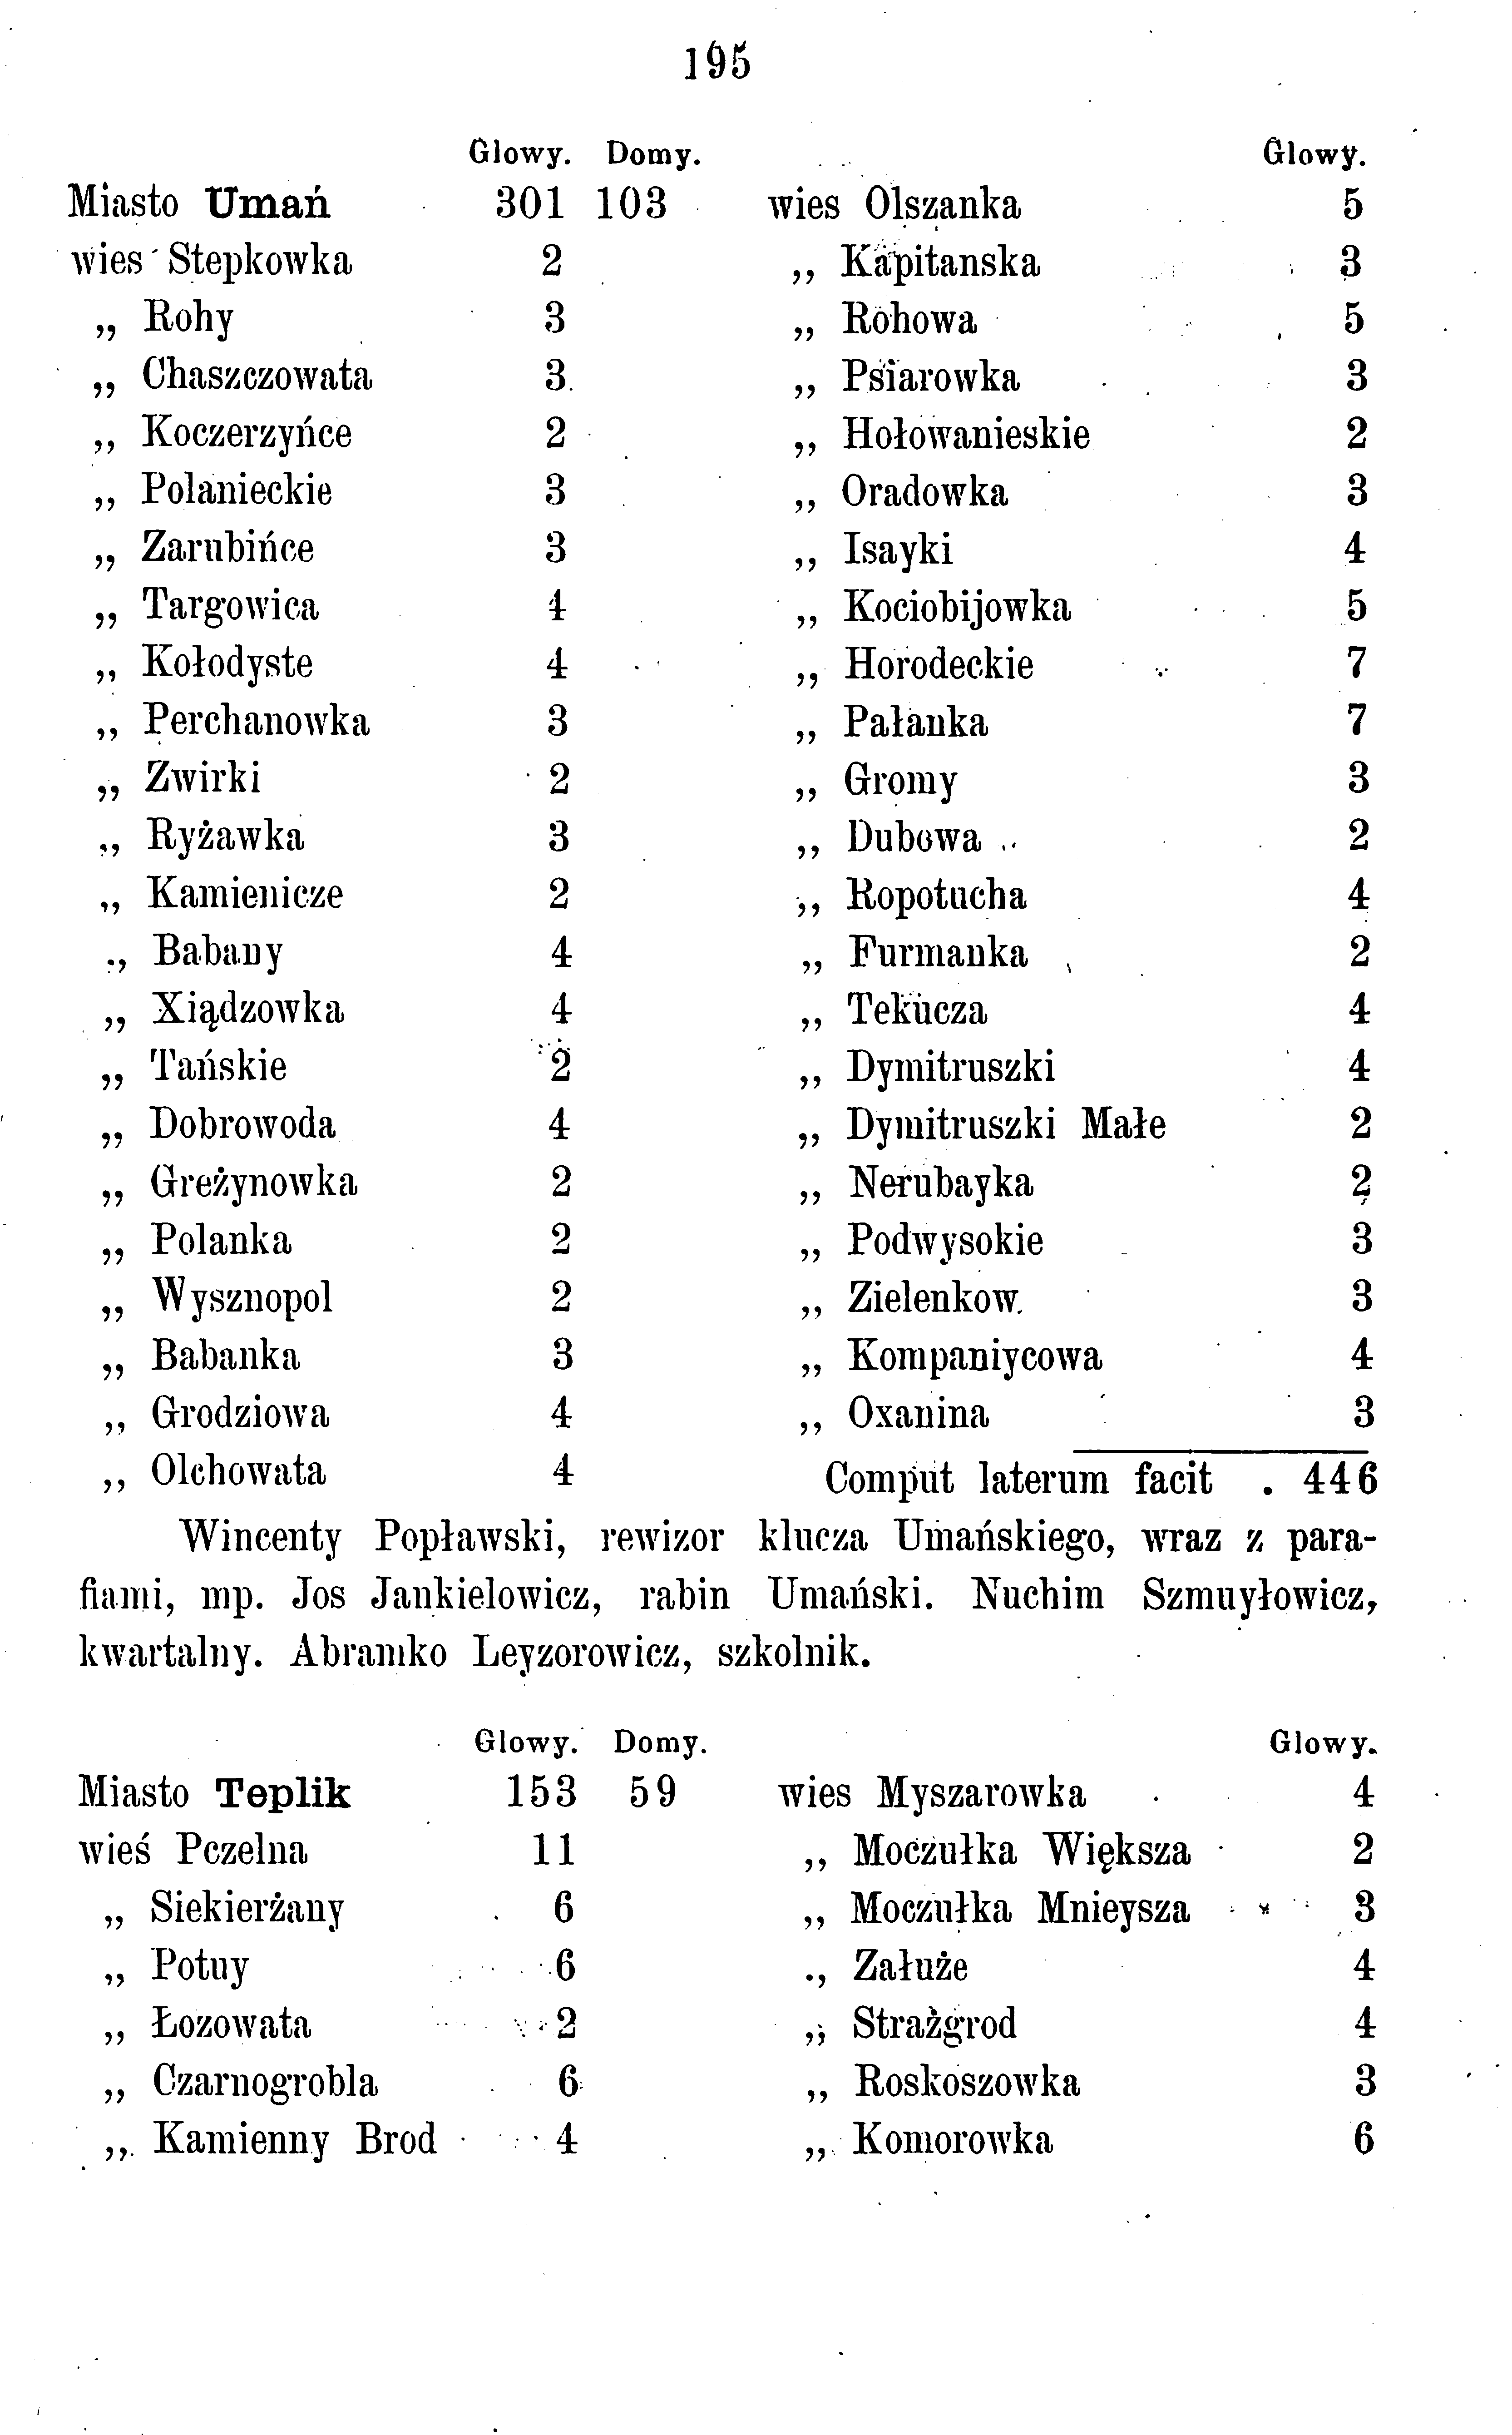 195
Glowy. Domy.
Miasto Umań 301 103
wies Stepkowka 2
„ Rohy 3
„ Chaszczowata 3
„ Koczerzyńce 2
„ Polanieckie 3
„ Zarubińce 3
„ Targowica 4
„ Kołodyste 4
„ Perchanowka 3
„ Zwirki 2
„ Ryżawka 3
„ Kamienicze 2
„ Babany 4
„ Xiądzowka 4
„ Tańskie 2
„ Dobrowoda 4
„ Greżynowka 2
„ Polanka 2
„ Wysznopol 2
„ Babanka 3
„ Grodziowa 4
„ Olchowata 4
Glowy.
wies Olszanka 5
„ Kapitanska 3
„ Rohowa 5
„ Psiarowka 3
„ Hołowanieskie 2
„ Oradowka 3
„ Isayki 4
„ Kociobijowka 5
„ Horodeckie 7
„ Pałanka 7
„ Gromy 3
„ Dubowa 2
„ Ropotucha 4
„ Furmanka 2
„ Tekucza 4
„ Dymitruszki 4
„ Dymitruszki Małe 2
„ Nerubayka 2
„ Podwysokie 3
„ Zielenkow. 3
„ Kompaniycowa 4
„ Oxanina 3
Comput laterum facit . 446
Wincenty Popławski, rewizor klucza Umańskiego, wraz z para-
fiami, mp. Jos Jankielowicz, rabin Umański. Nuchim Szmuyłowicz,
kwartalny. Abramko Leyzorowicz, szkolnik.
Glowy. Domy.
Miasto Teplik 153 59
wieś Pczelna 11
„ Siekierżany 6
„ Potuy 6
„ Łozowata 2
„ Czarnogrobla 6
„ Kamienny Brod 4
Glowy.
wies Myszarowka 4
„ Moczułka Większa 2
„ Moczułka Mnieysza 3
„ Załuże 4
„ Strażgrod 4
„ Roskoszowka 3
„ Komorowka 6